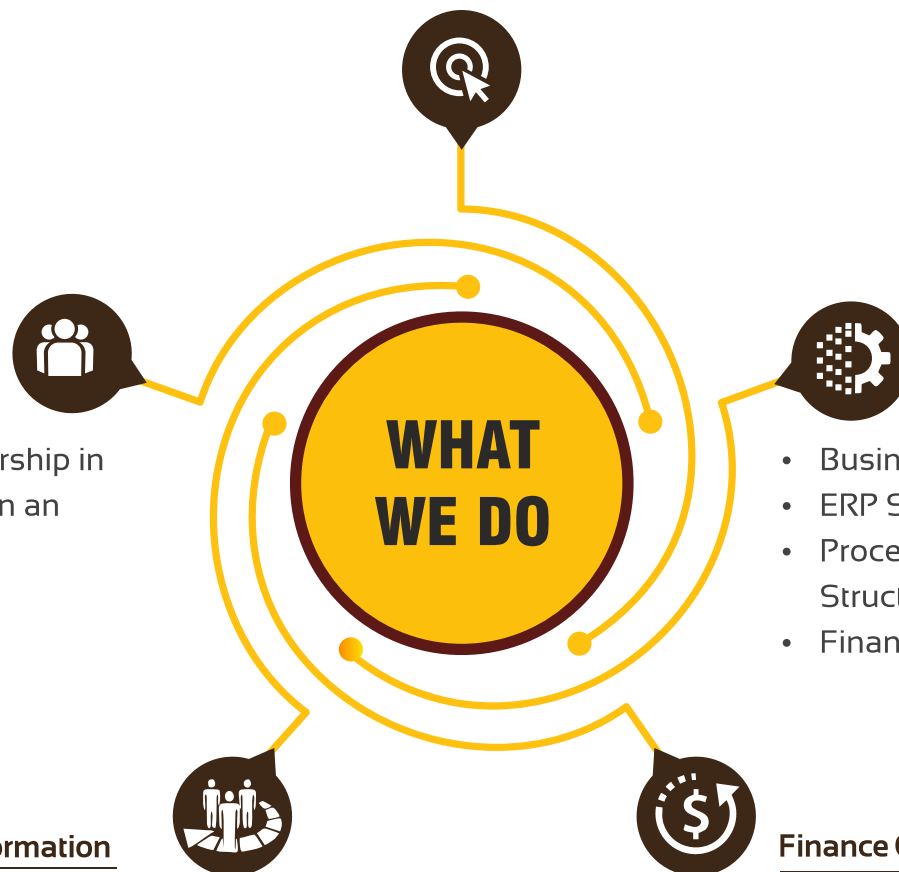 WHAT
WE DO
rship in
n an
• Busin
• ERP S
• Proce
Struct
• Finan
ormation
Finance
$